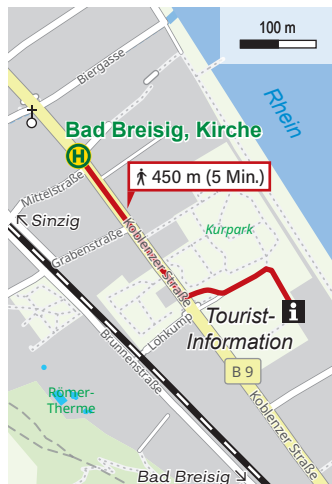 100 m
Biergasse
Rhein
Bad Breisig, Kirche
H
450 m (5 Min.)
Mittelstraße
Sinzig
Koblenzer Straße
Kurpark
Grabenstraße
Tourist-
Information
i
Lohkump
Brunnenstraße
B 9
Römer-
Therme
Koblenzer Straße
Bad Breisig